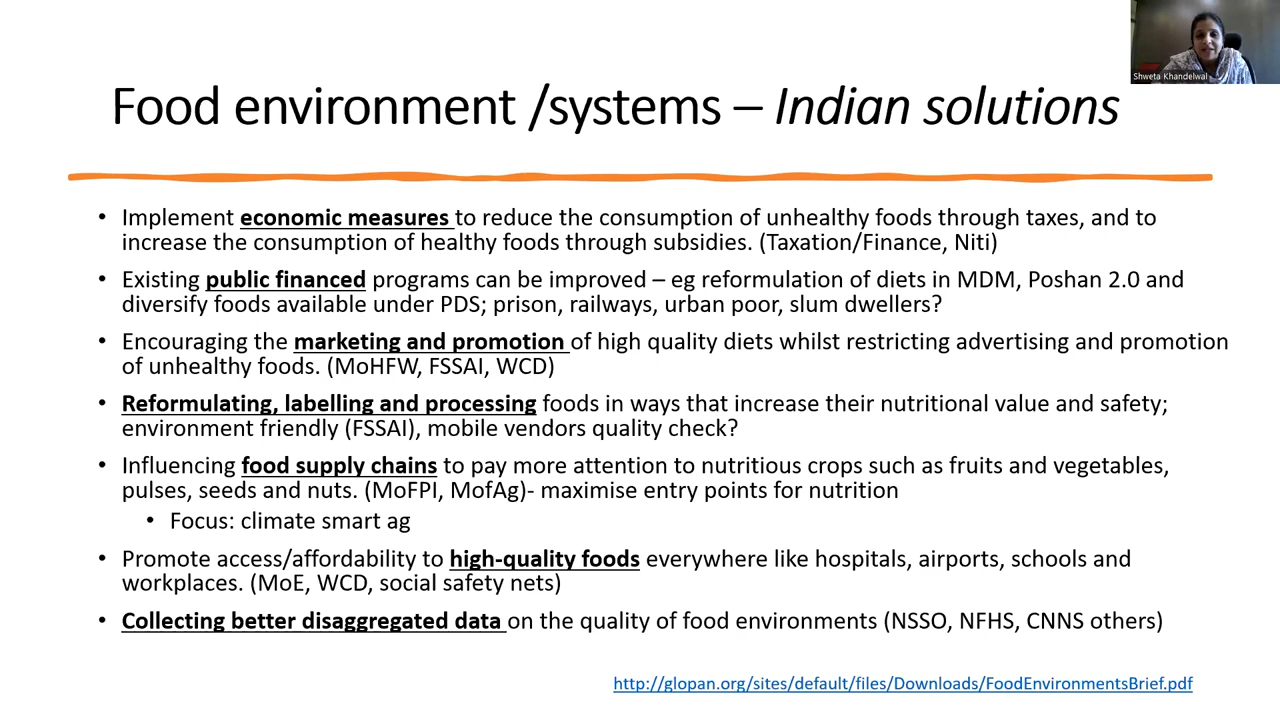 Shweta Khandelwal
Food environment /systems – Indian solutions
• Implement economic measures to reduce the consumption of unhealthy foods through taxes, and to
increase the consumption of healthy foods through subsidies. (Taxation/Finance, Niti)
• Existing public financed programs can be improved – eg reformulation of diets in MDM, Poshan 2.0 and
diversify foods available under PDS; prison, railways, urban poor, slum dwellers?
• Encouraging the marketing and promotion of high quality diets whilst restricting advertising and promotion
of unhealthy foods. (MoHFW, FSSAI, WCD)
• Reformulating, labelling and processing foods in ways that increase their nutritional value and safety;
environment friendly (FSSAI), mobile vendors quality check?
• Influencing food supply chains to pay more attention to nutritious crops such as fruits and vegetables,
pulses, seeds and nuts. (MoFPI, MofAg)- maximise entry points for nutrition
• Focus: climate smart ag
• Promote access/affordability to high-quality foods everywhere like hospitals, airports, schools and
workplaces. (MoE, WCD, social safety nets)
• Collecting better disaggregated data on the quality of food environments (NSSO, NFHS, CNNS others)
http://glopan.org/sites/default/files/Downloads/FoodEnvironmentsBrief.pdf